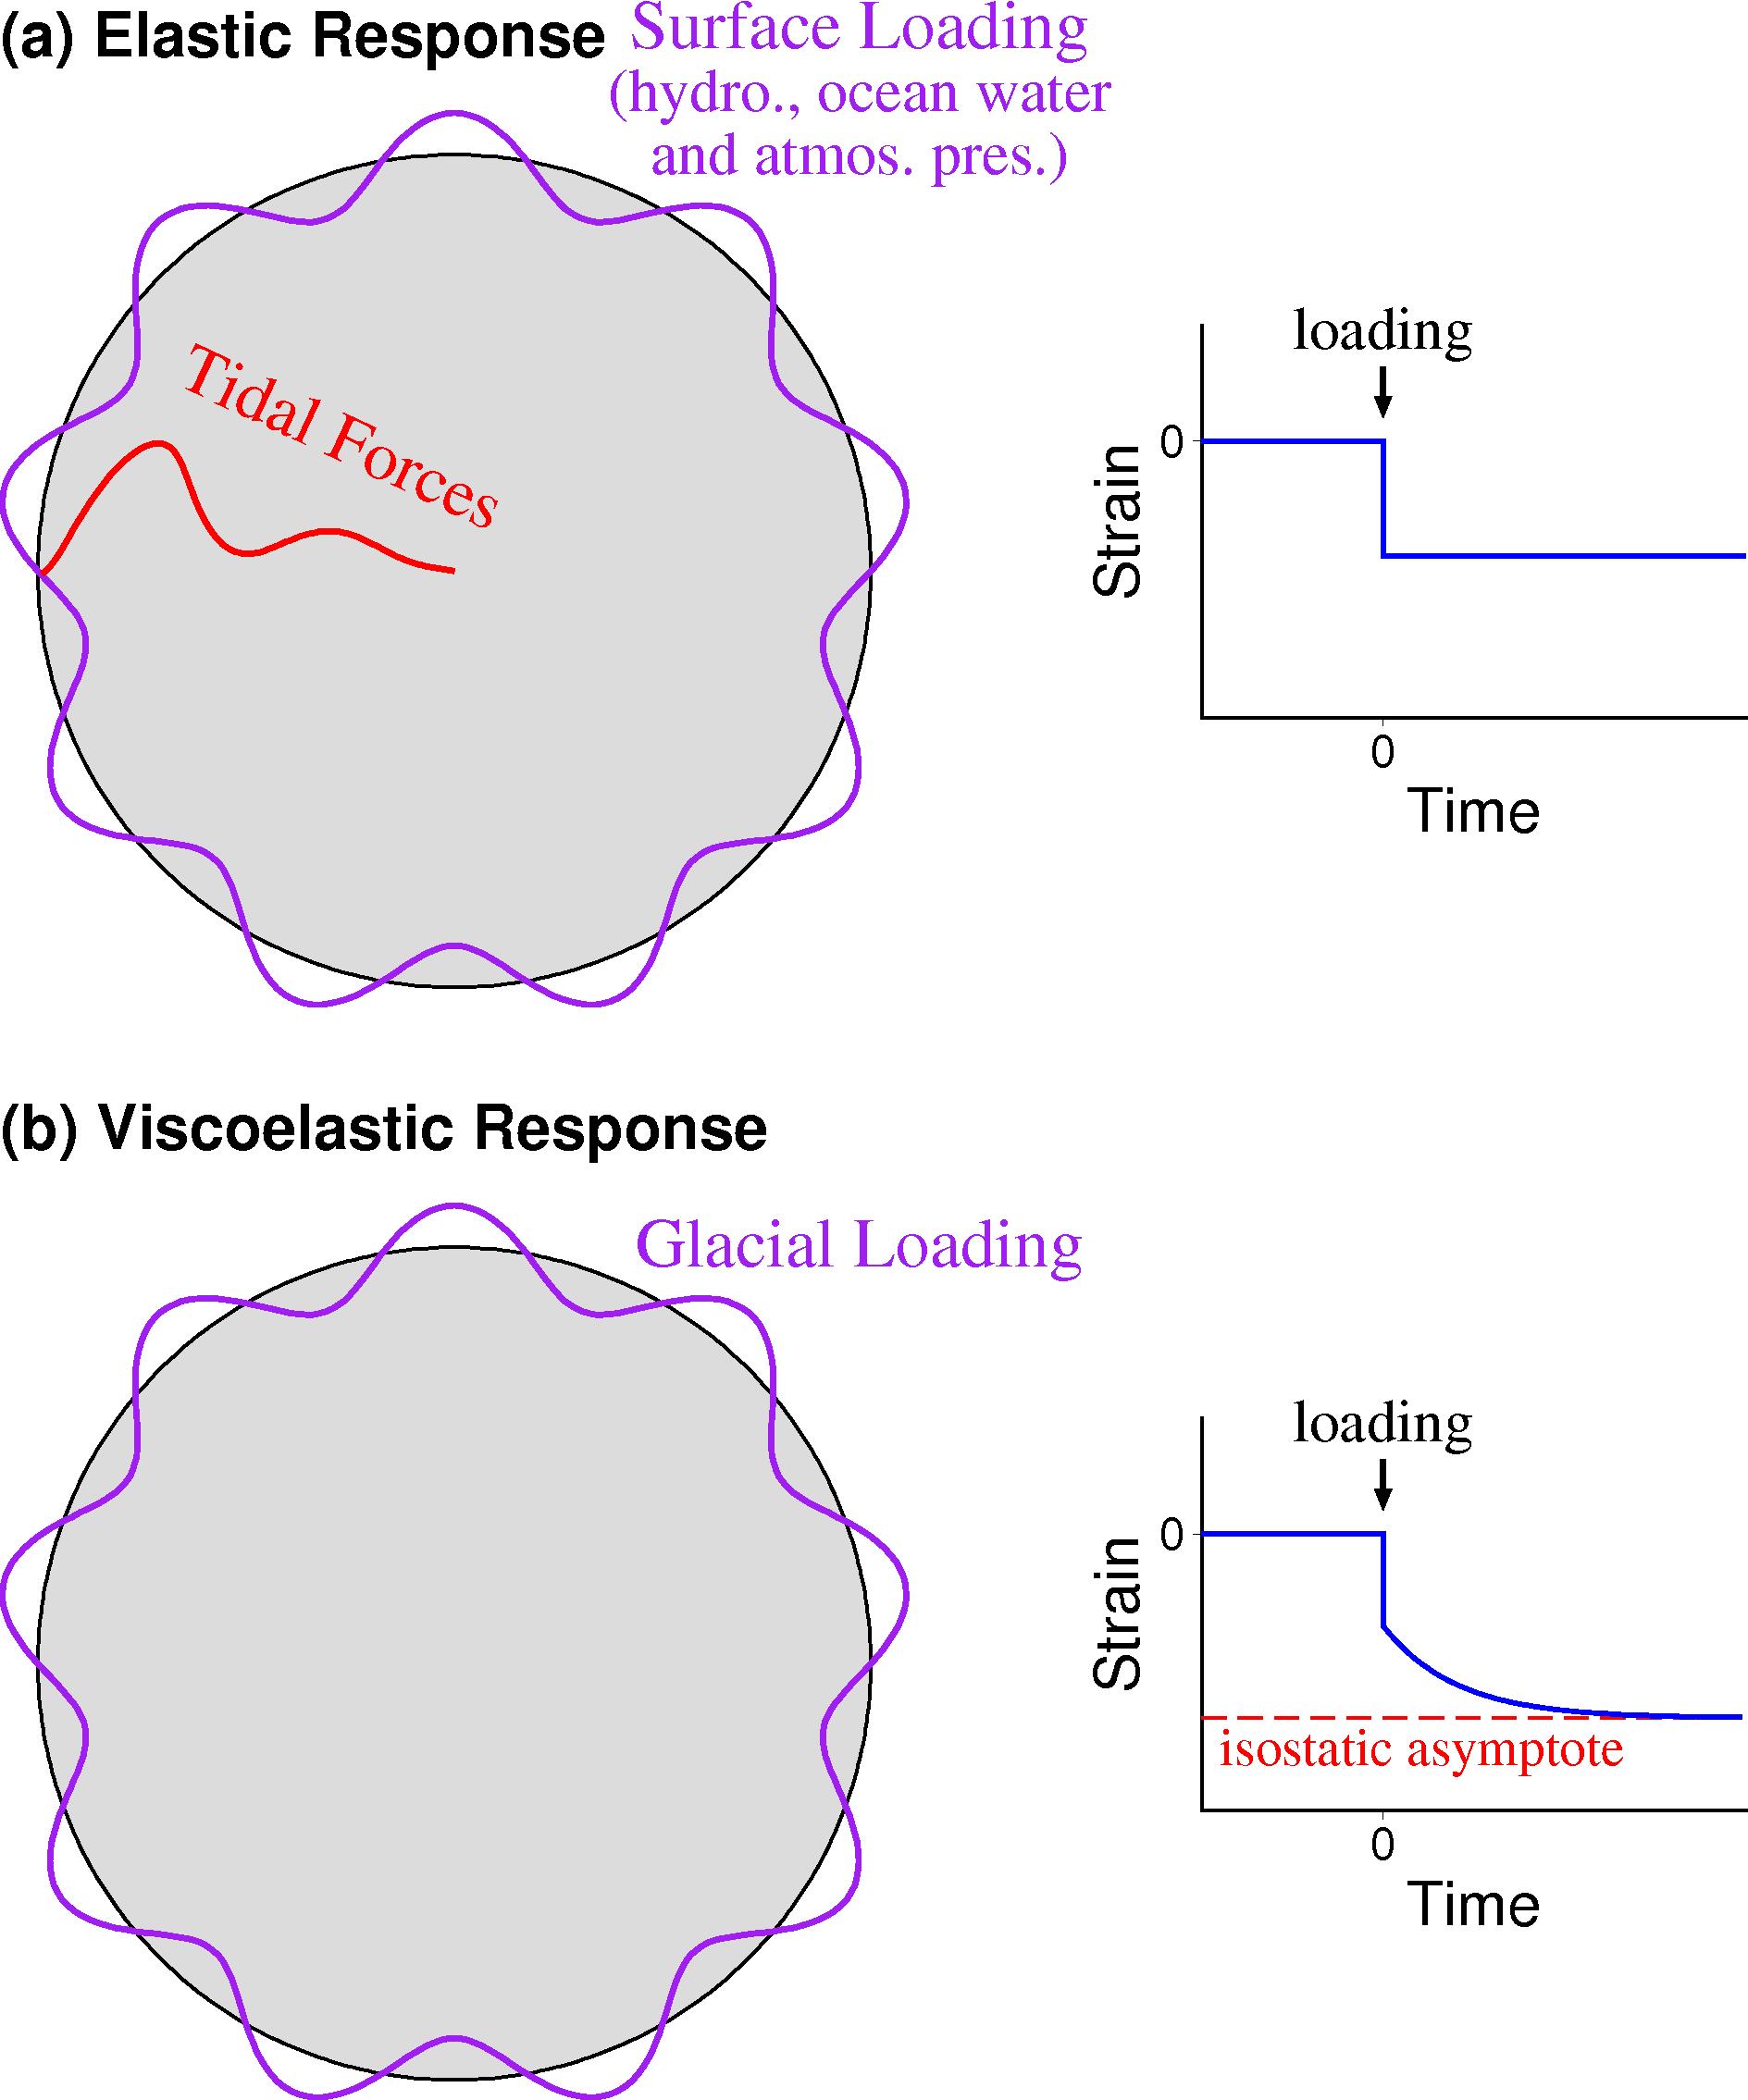 (a) Elastic Response
Surface Loading
(hydro., ocean water
and atmos. pres.)
Tidal Forces
loading
0
Strain
0
Time
(b) Viscoelastic Response
Glacial Loading
loading
0
Strain
isostatic asymptote
0
Time